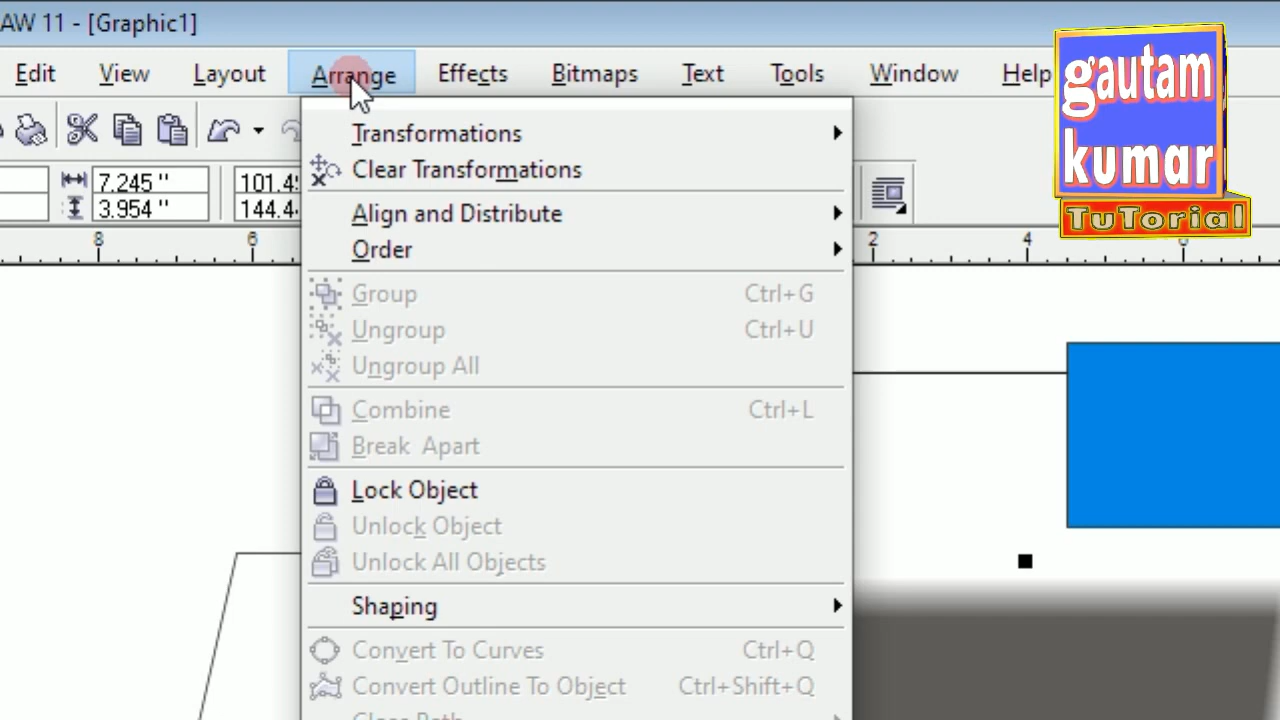 AW 11 - [Graphic1]
Edit View Layout Arrange Effects Bitmaps Text Tools Window Help
gautam
kumar
TuTorial
Transformations
Clear Transformations
7.245 "
3.954 "
Align and Distribute
Order
8 6 2 4
Group Ctrl+G
Ungroup Ctrl+U
Ungroup All
Combine Ctrl+L
Break Apart
Lock Object
Unlock Object
Unlock All Objects
Shaping
Convert To Curves Ctrl+Q
Convert Outline To Object Ctrl+Shift+Q